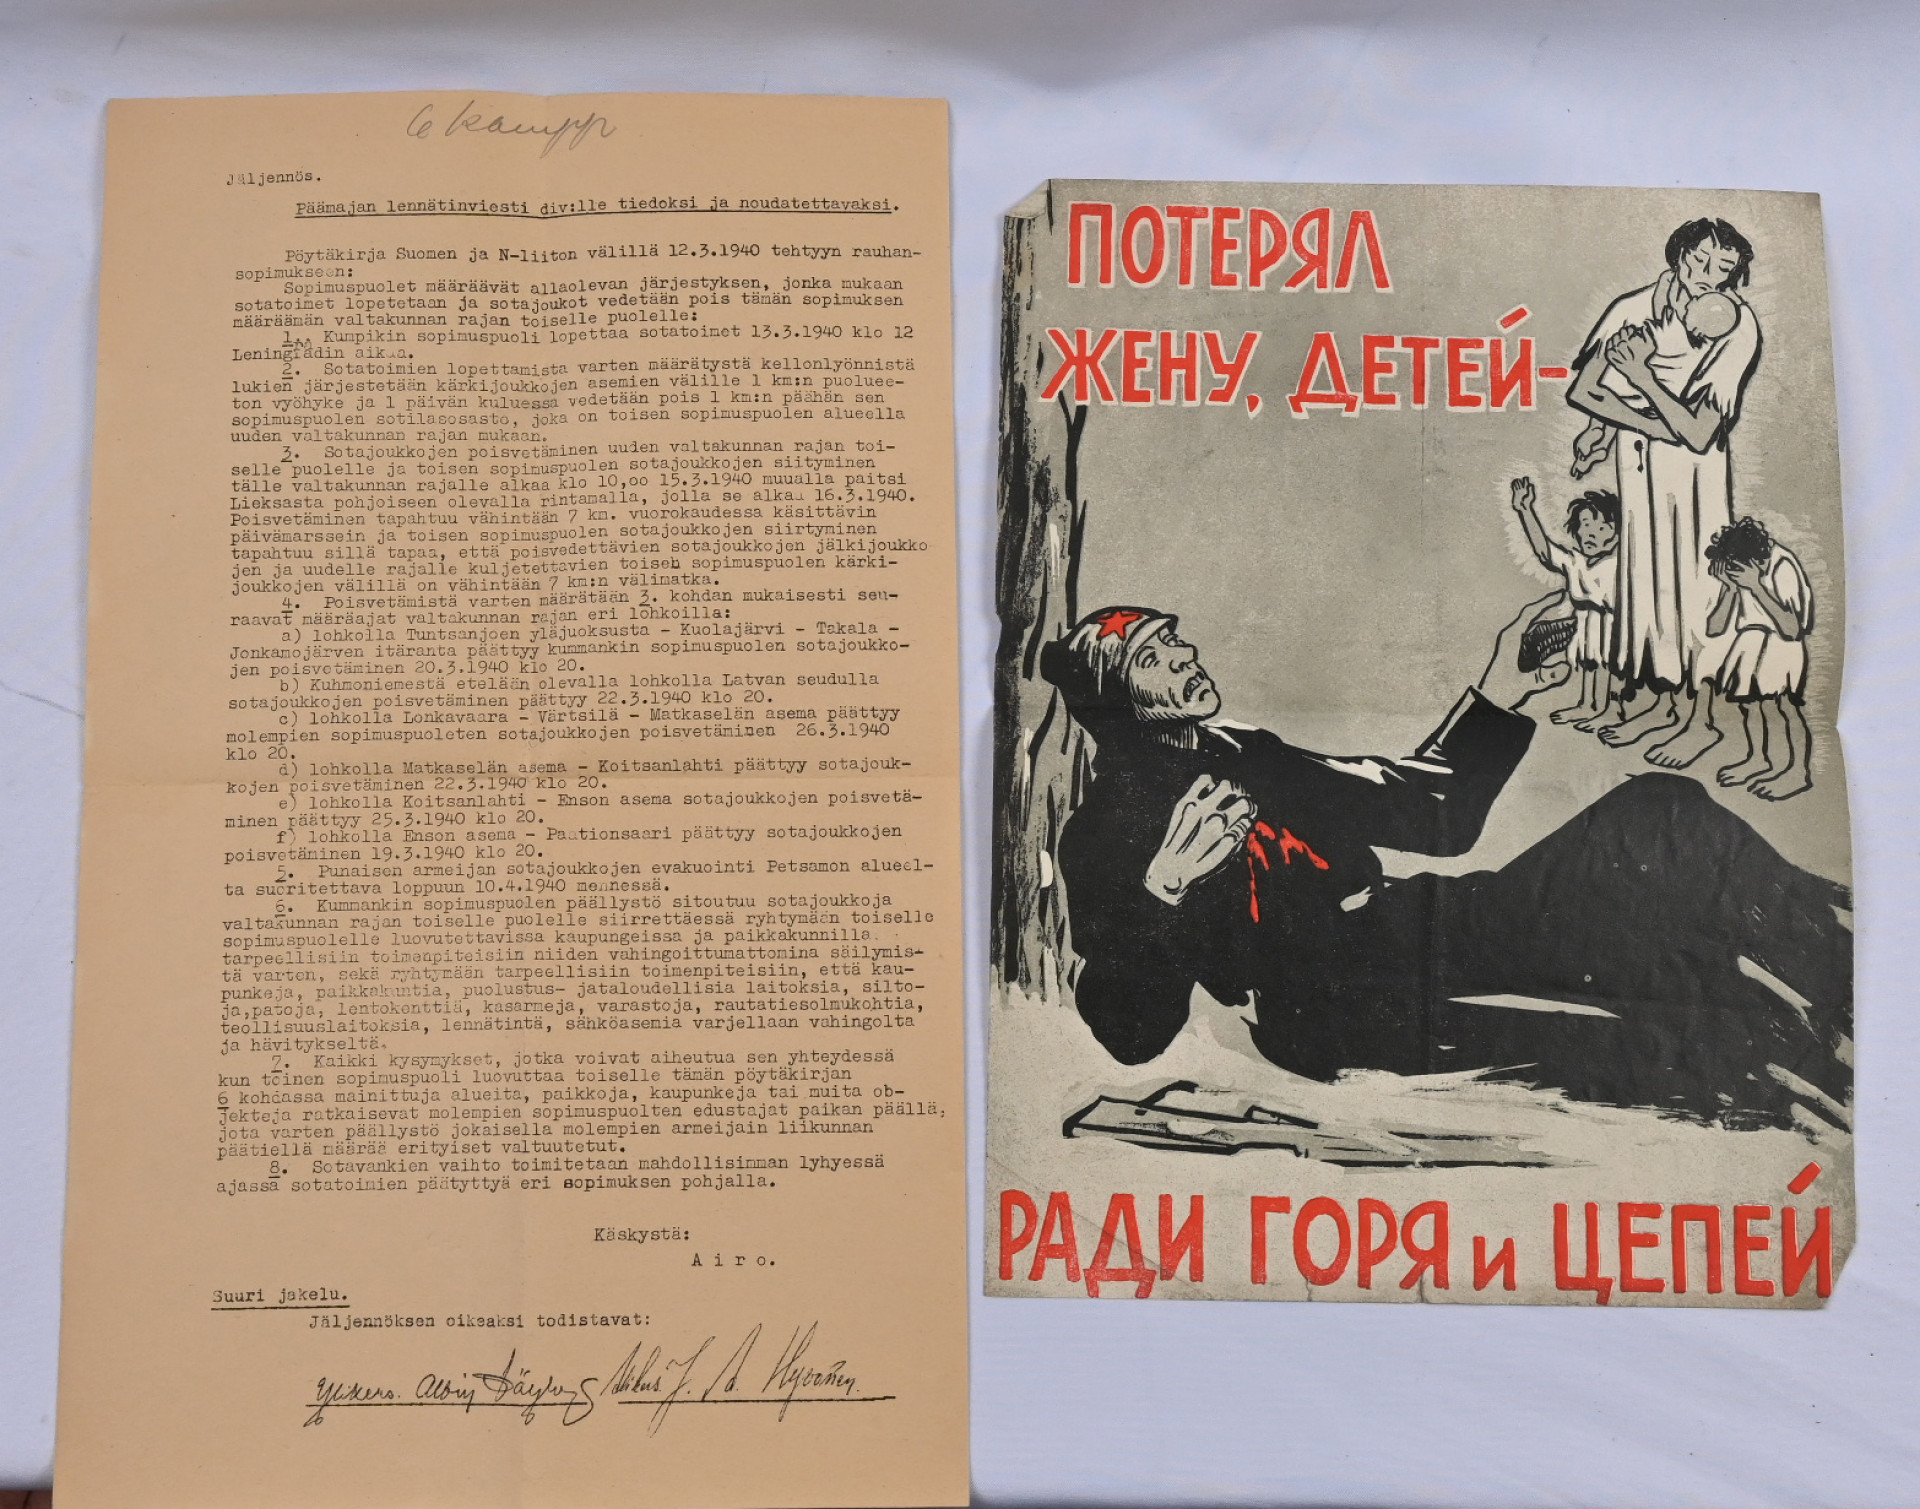 Jäljennös.
Päämajan lennätinviesti div:lle tiedoksi ja noudatettavaksi.
Pöytäkirja Suomen ja N-liiton välillä 12.3.1940 tehtyyn rauhan-
sopimukseen:
Sopimuspuolet määräävät allaolevan järjestyksen, jonka mukaan
sotatoimet lopetetaan ja sotajoukot vedetään pois tämän sopimuksen
määräämän valtakunnan rajan toiselle puolelle:
1. Kumpikin sopimuspuoli lopettaa sotatoimet 13.3.1940 klo 12
Leningradin aikaa.
2. Sotatoimien lopettamista varten määrätystä kellonlyönnistä
lukien järjestetään kärkijoukkojen asemien välille 1 km:n puoluee-
ton vyöhyke ja 1 päivän kuluessa vedetään pois 1 km:n päähän sen
sopimuspuolen sotilasosasto, joka on toisen sopimuspuolen alueella
uuden valtakunnan rajan mukaan.
3. Sotajoukkojen poisvetäminen uuden valtakunnan rajan toi-
selle puolelle ja toisen sopimuspuolen sotajoukkojen siityminen
tälle valtakunnan rajalle alkaa klo 10,oo 15.3.1940 muualla paitsi
Lieksasta pohjoiseen olevalla rintamalla, jolla se alkaa 16.3.1940.
Poisvetäminen tapahtuu vähintään 7 km. vuorokaudessa käsittävin
päivämarssein ja toisen sopimuspuolen sotajoukkojen siirtyminen
tapahtuu sillä tapaa, että poisvedettävien sotajoukkojen jälkijoukko
jen ja uudelle rajalle kuljetettavien toisen sopimuspuolen kärki-
joukkojen välillä on vähintään 7 km:n välimatka.
4. Poisvetämistä varten määrätään 3. kohdan mukaisesti seu-
raavat määräajat valtakunnan rajan eri lohkoilla:
a) lohkolla Tuntsanjoen yläjuoksusta - Kuolajärvi - Takala -
Jonkamojärven itäranta päättyy kummankin sopimuspuolen sotajoukko-
jen poisvetäminen 20.3.1940 klo 20.
b) Kuhmoniemestä etelään olevalla lohkolla Latvan seudulla
sotajoukkojen poisvetäminen päättyy 22.3.1940 klo 20.
c) lohkolla Lonkavaara - Värtsilä - Matkaselän asema päättyy
molempien sopimuspuoleten sotajoukkojen poisvetäminen 26.3.1940
klo 20.
d) lohkolla Matkaselän asema - Koitsanlahti päättyy sotajouk-
kojen poisvetäminen 22.3.1940 klo 20.
e) lohkolla Koitsanlahti - Enson asema sotajoukkojen poisvetä-
minen päättyy 25.3.1940 klo 20.
f) lohkolla Enson asema - Paationsaari päättyy sotajoukkojen
poisvetäminen 19.3.1940 klo 20.
5. Punaisen armeijan sotajoukkojen evakuointi Petsamon alueel-
ta suoritettava loppuun 10.4.1940 mennessä.
6. Kummankin sopimuspuolen päällystö sitoutuu sotajoukkoja
valtakunnan rajan toiselle puolelle siirrettäessä ryhtymään toiselle
sopimuspuolelle luovutettavissa kaupungeissa ja paikkakunnilla
tarpeellisiin toimenpiteisiin niiden vahingoittumattomina säilymis-
tä varten, sekä ryhtymään tarpeellisiin toimenpiteisiin, että kau-
punkeja, paikkakuntia, puolustus- jataloudellisia laitoksia, silto-
ja,patoja, lentokenttiä, kasarmeja, varastoja, rautatiesolmukohtia,
teollisuuslaitoksia, lennätintä, sähköasemia varjellaan vahingolta
ja hävitykseltä.
7. Kaikki kysymykset, jotka voivat aiheutua sen yhteydessä
kun toinen sopimuspuoli luovuttaa toiselle tämän pöytäkirjan
6 kohdassa mainittuja alueita, paikkoja, kaupunkeja tai muita ob-
jekteja ratkaisevat molempien sopimuspuolten edustajat paikan päällä,
jota varten päällystö jokaisella molempien armeijain liikunnan
päätiellä määrää erityiset valtuutetut.
8. Sotavankien vaihto toimitetaan mahdollisimman lyhyessä
ajassa sotatoimien päätyttyä eri sopimuksen pohjalla.
Käskystä:
A i r o.
Suuri jakelu.
Jäljennöksen oikeaksi todistavat:
ПОТЕРЯЛ
ЖЕНУ, ДЕТЕЙ-
РАДИ ГОРЯ и ЦЕПЕЙ